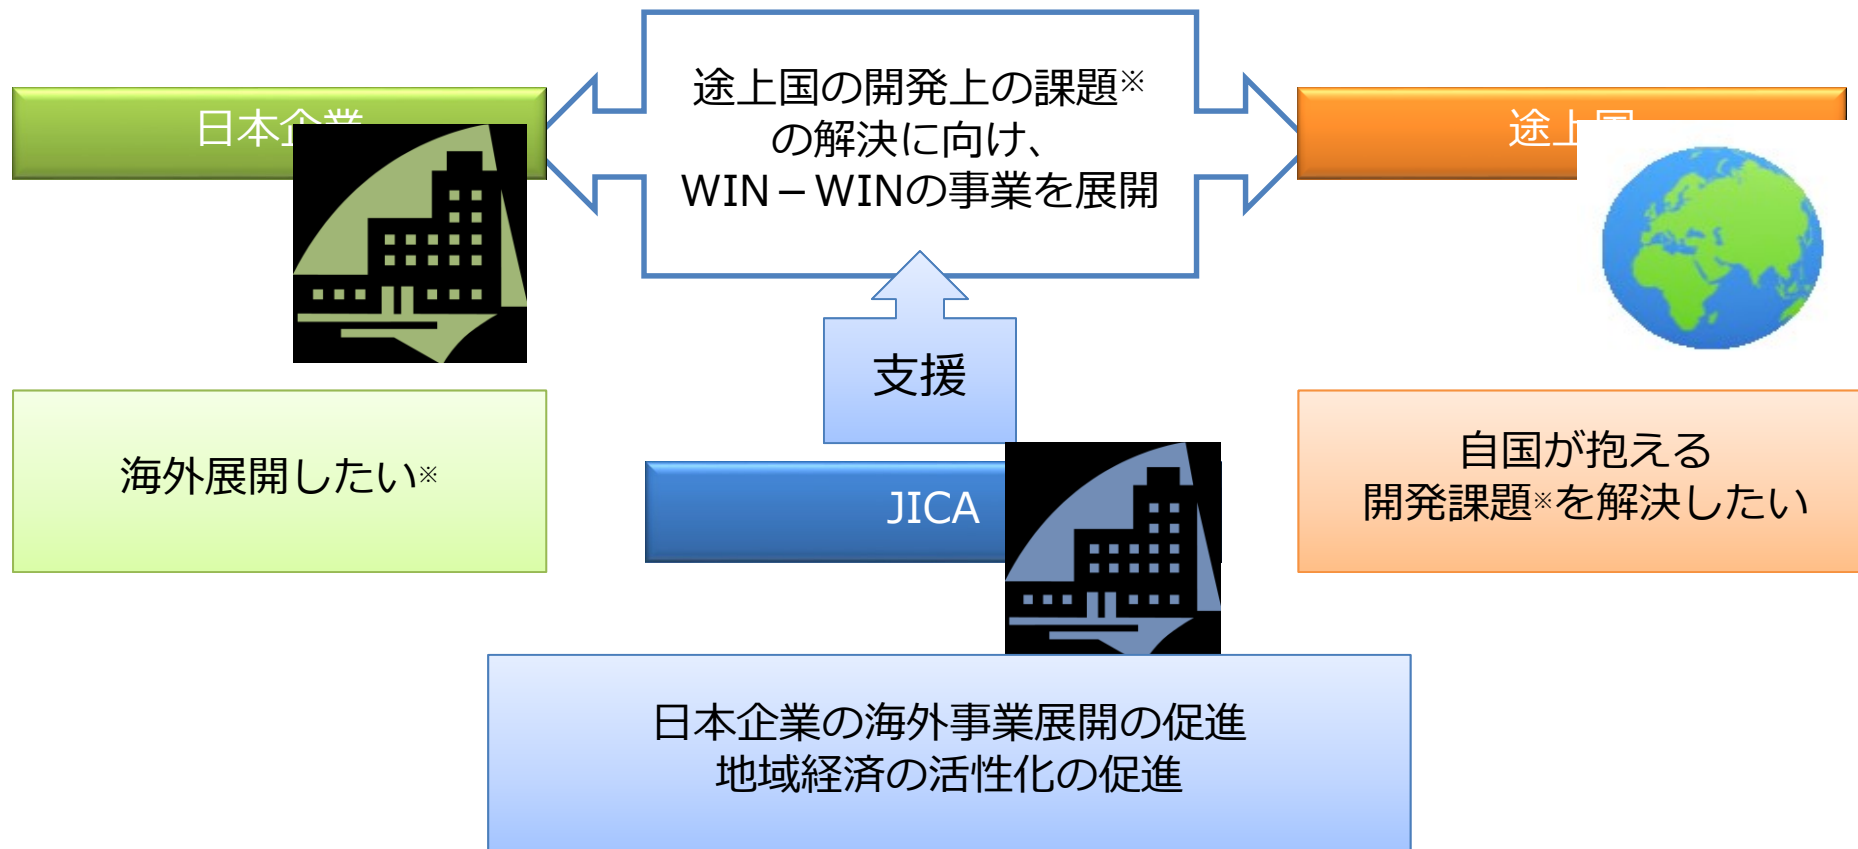 途上国の開発上の課題※
の解決に向け、
WIN－WINの事業を展開
日本企業
途上国
支援
海外展開したい※
JICA
自国が抱える
開発課題※を解決したい
日本企業の海外事業展開の促進
地域経済の活性化の促進